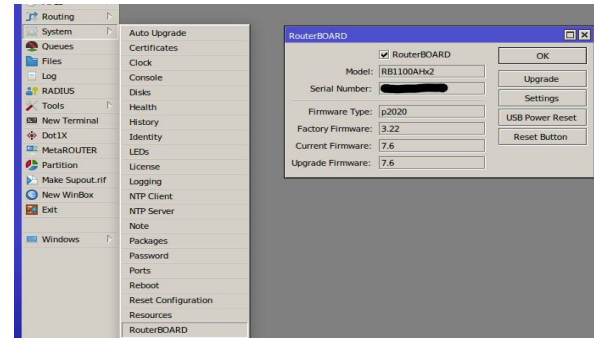 Routing
System
Queues
Files
Log
RADIUS
Tools
New Terminal
Dot1X
MetaROUTER
Partition
Make Supout.rif
New WinBox
Exit
Windows
Auto Upgrade
Certificates
Clock
Console
Disks
Health
History
Identity
LEDs
License
Logging
NTP Client
NTP Server
Note
Packages
Password
Ports
Reboot
Reset Configuration
Resources
RouterBOARD
RouterBOARD
RouterBOARD
Model: RB1100AHx2
Serial Number:
Firmware Type: p2020
Factory Firmware: 3.22
Current Firmware: 7.6
Upgrade Firmware: 7.6
OK
Upgrade
Settings
USB Power Reset
Reset Button